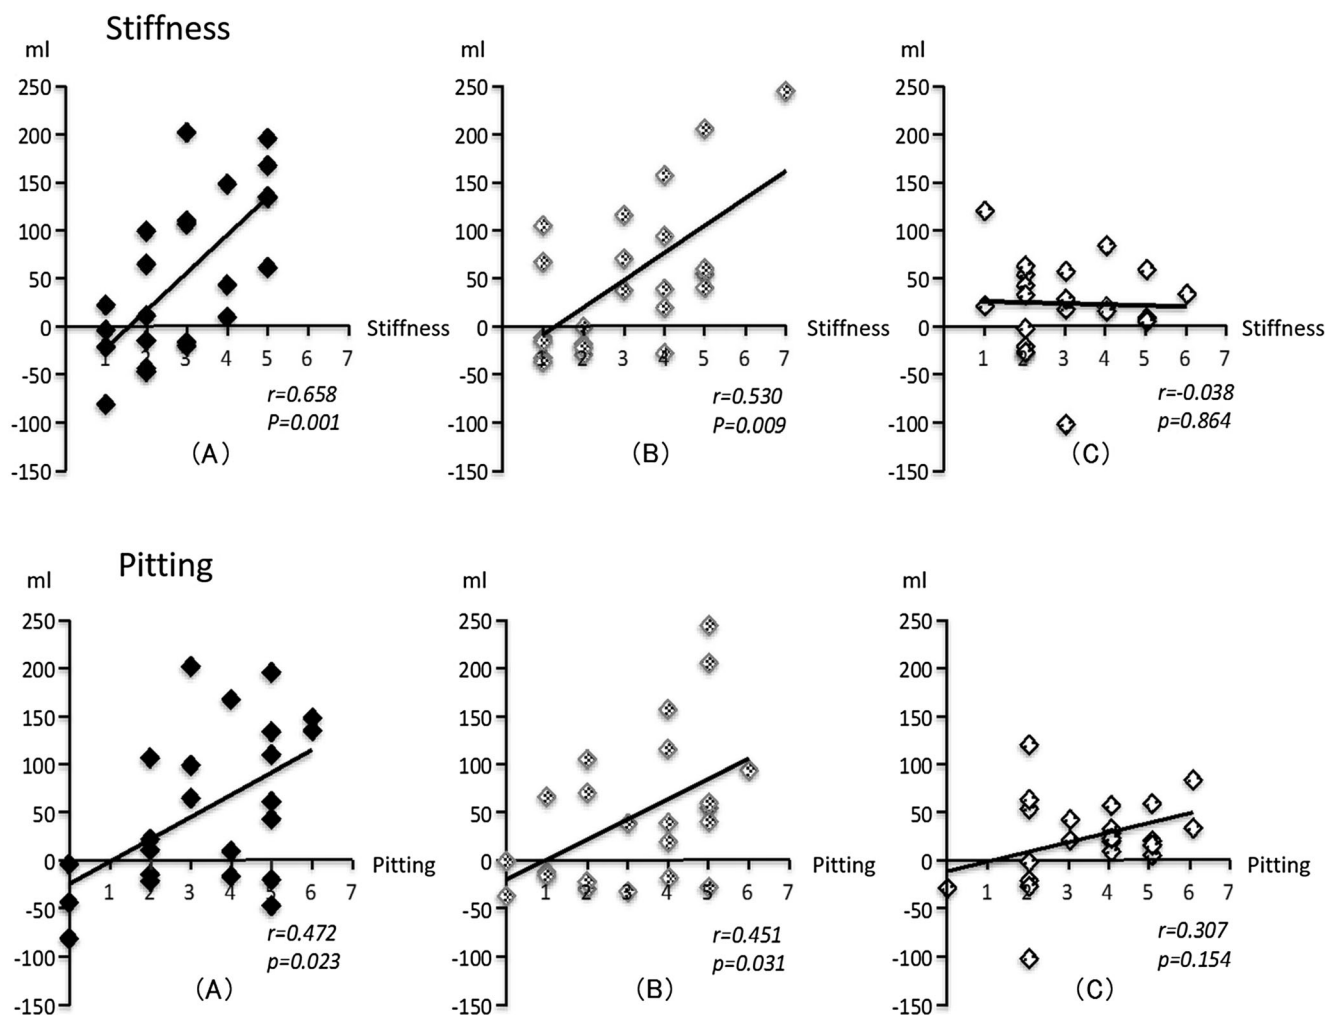 Stiffness
ml
250
200
150
100
50
0
-50
-100
-150
1 2 3 4 5 6 7
Stiffness
r=0.658
P=0.001
(A)
ml
250
200
150
100
50
0
-50
-100
-150
1 2 3 4 5 6 7
Stiffness
r=0.530
P=0.009
(B)
ml
250
200
150
100
50
0
-50
-100
-150
1 2 3 4 5 6 7
Stiffness
r=-0.038
p=0.864
(C)
Pitting
ml
250
200
150
100
50
0
-50
-100
-150
1 2 3 4 5 6 7
Pitting
r=0.472
p=0.023
(A)
ml
250
200
150
100
50
0
-50
-100
-150
1 2 3 4 5 6 7
Pitting
r=0.451
p=0.031
(B)
ml
250
200
150
100
50
0
-50
-100
-150
1 2 3 4 5 6 7
Pitting
r=0.307
p=0.154
(C)